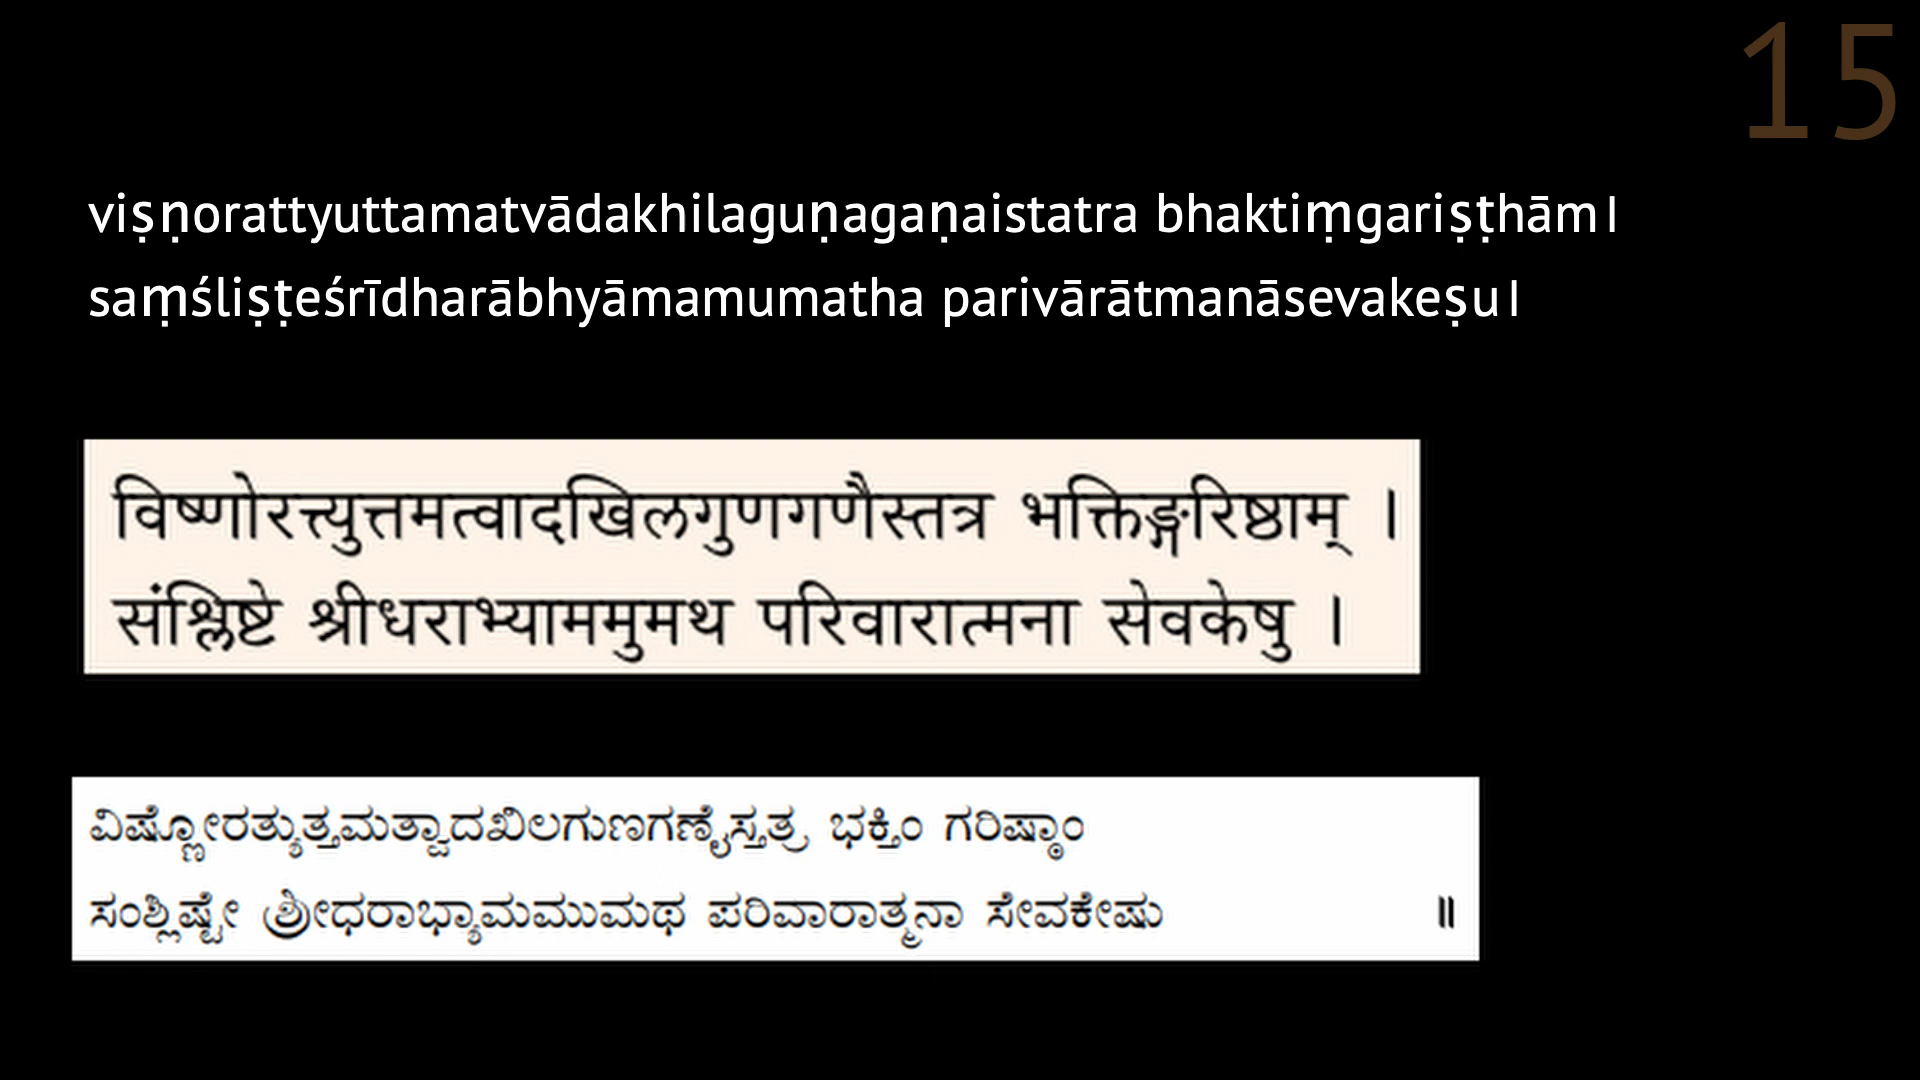 15
viṣṇorattyuttamatvādakhilaguṇagaṇaistatra bhaktiṃgariṣṭhām।
saṃśliṣṭeśrīdharābhyāmamumatha parivārātmanāsevakeṣu।
विष्णोरत्त्युत्तमत्वादखिलगुणगणैस्तत्र भक्तिङ्गरिष्ठाम् ।
संश्लिष्टे श्रीधराभ्याममुमथ परिवारात्मना सेवकेषु ।
ವಿಷ್ಣೋರತ್ಯುತ್ತಮತ್ವಾದಖಿಲಗುಣಗಣೈಸ್ತತ್ರ ಭಕ್ತಿಂ ಗರಿಷ್ಠಾಂ
ಸಂಶ್ಲಿಷ್ಟೇ ಶ್ರೀಧರಾಭ್ಯಾಮಮುಮಥ ಪರಿವಾರಾತ್ಮನಾ ಸೇವಕೇಷು ॥